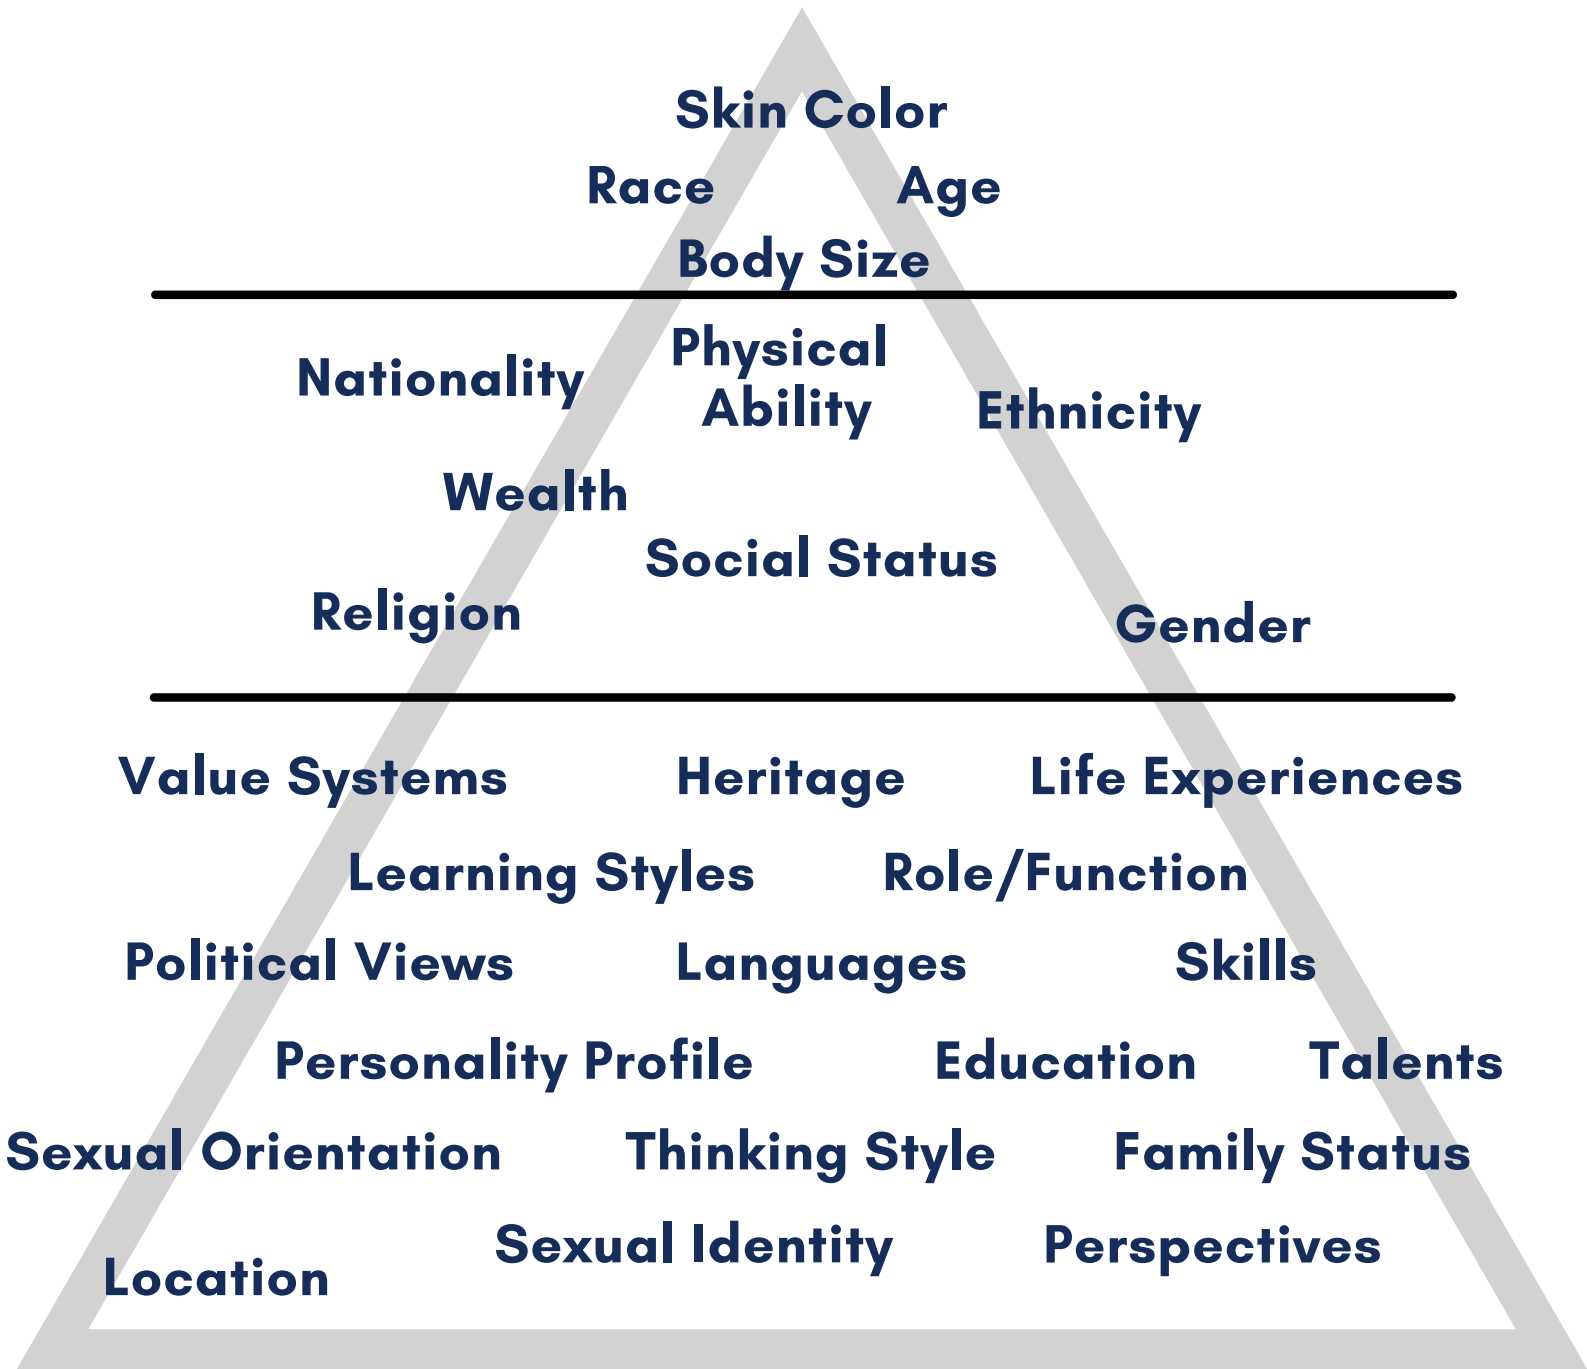 Skin Color
Race Age
Body Size
Nationality
Physical
Ability
Ethnicity
Wealth
Social Status
Religion
Gender
Value Systems Heritage Life Experiences
Learning Styles Role/Function
Political Views Languages Skills
Personality Profile Education Talents
Sexual Orientation Thinking Style Family Status
Sexual Identity Perspectives
Location